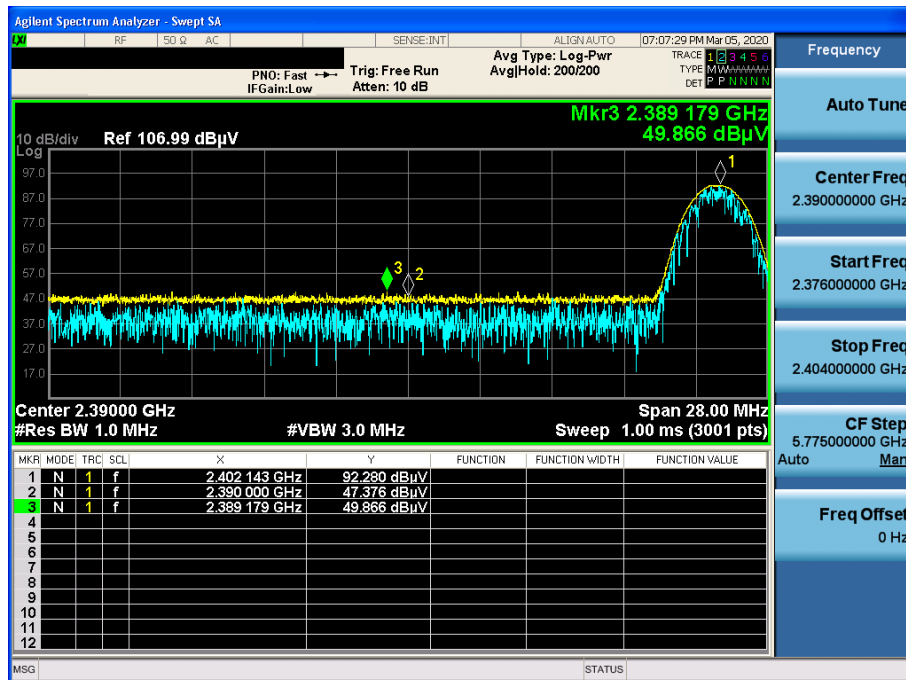 Agilent Spectrum Analyzer - Swept SA
LXI RF 50 Ω AC SENSE:INT ALIGN AUTO 07:07:29 PM Mar 05, 2020
PNO: Fast IFGain:Low Trig: Free Run Atten: 10 dB Avg Type: Log-Pwr Avg|Hold: 200/200
TRACE 1 2 3 4 5 6
TYPE M W W W W W
DET P P N N N N
Mkr3 2.389 179 GHz
49.866 dBµV
10 dB/div Ref 106.99 dBµV
Log
97.0
87.0
77.0
67.0
57.0
47.0
37.0
27.0
17.0
1
3
2
Center 2.39000 GHz Span 28.00 MHz
#Res BW 1.0 MHz #VBW 3.0 MHz Sweep 1.00 ms (3001 pts)
MKR MODE TRC SCL X Y FUNCTION FUNCTION WIDTH FUNCTION VALUE
1 N 1 f 2.402 143 GHz 92.280 dBµV
2 N 1 f 2.390 000 GHz 47.376 dBµV
3 N 1 f 2.389 179 GHz 49.866 dBµV
4
5
6
7
8
9
10
11
12
MSG STATUS
Frequency
Auto Tune
Center Freq
2.390000000 GHz
Start Freq
2.376000000 GHz
Stop Freq
2.404000000 GHz
CF Step
5.775000000 GHz
Auto Man
Freq Offset
0 Hz